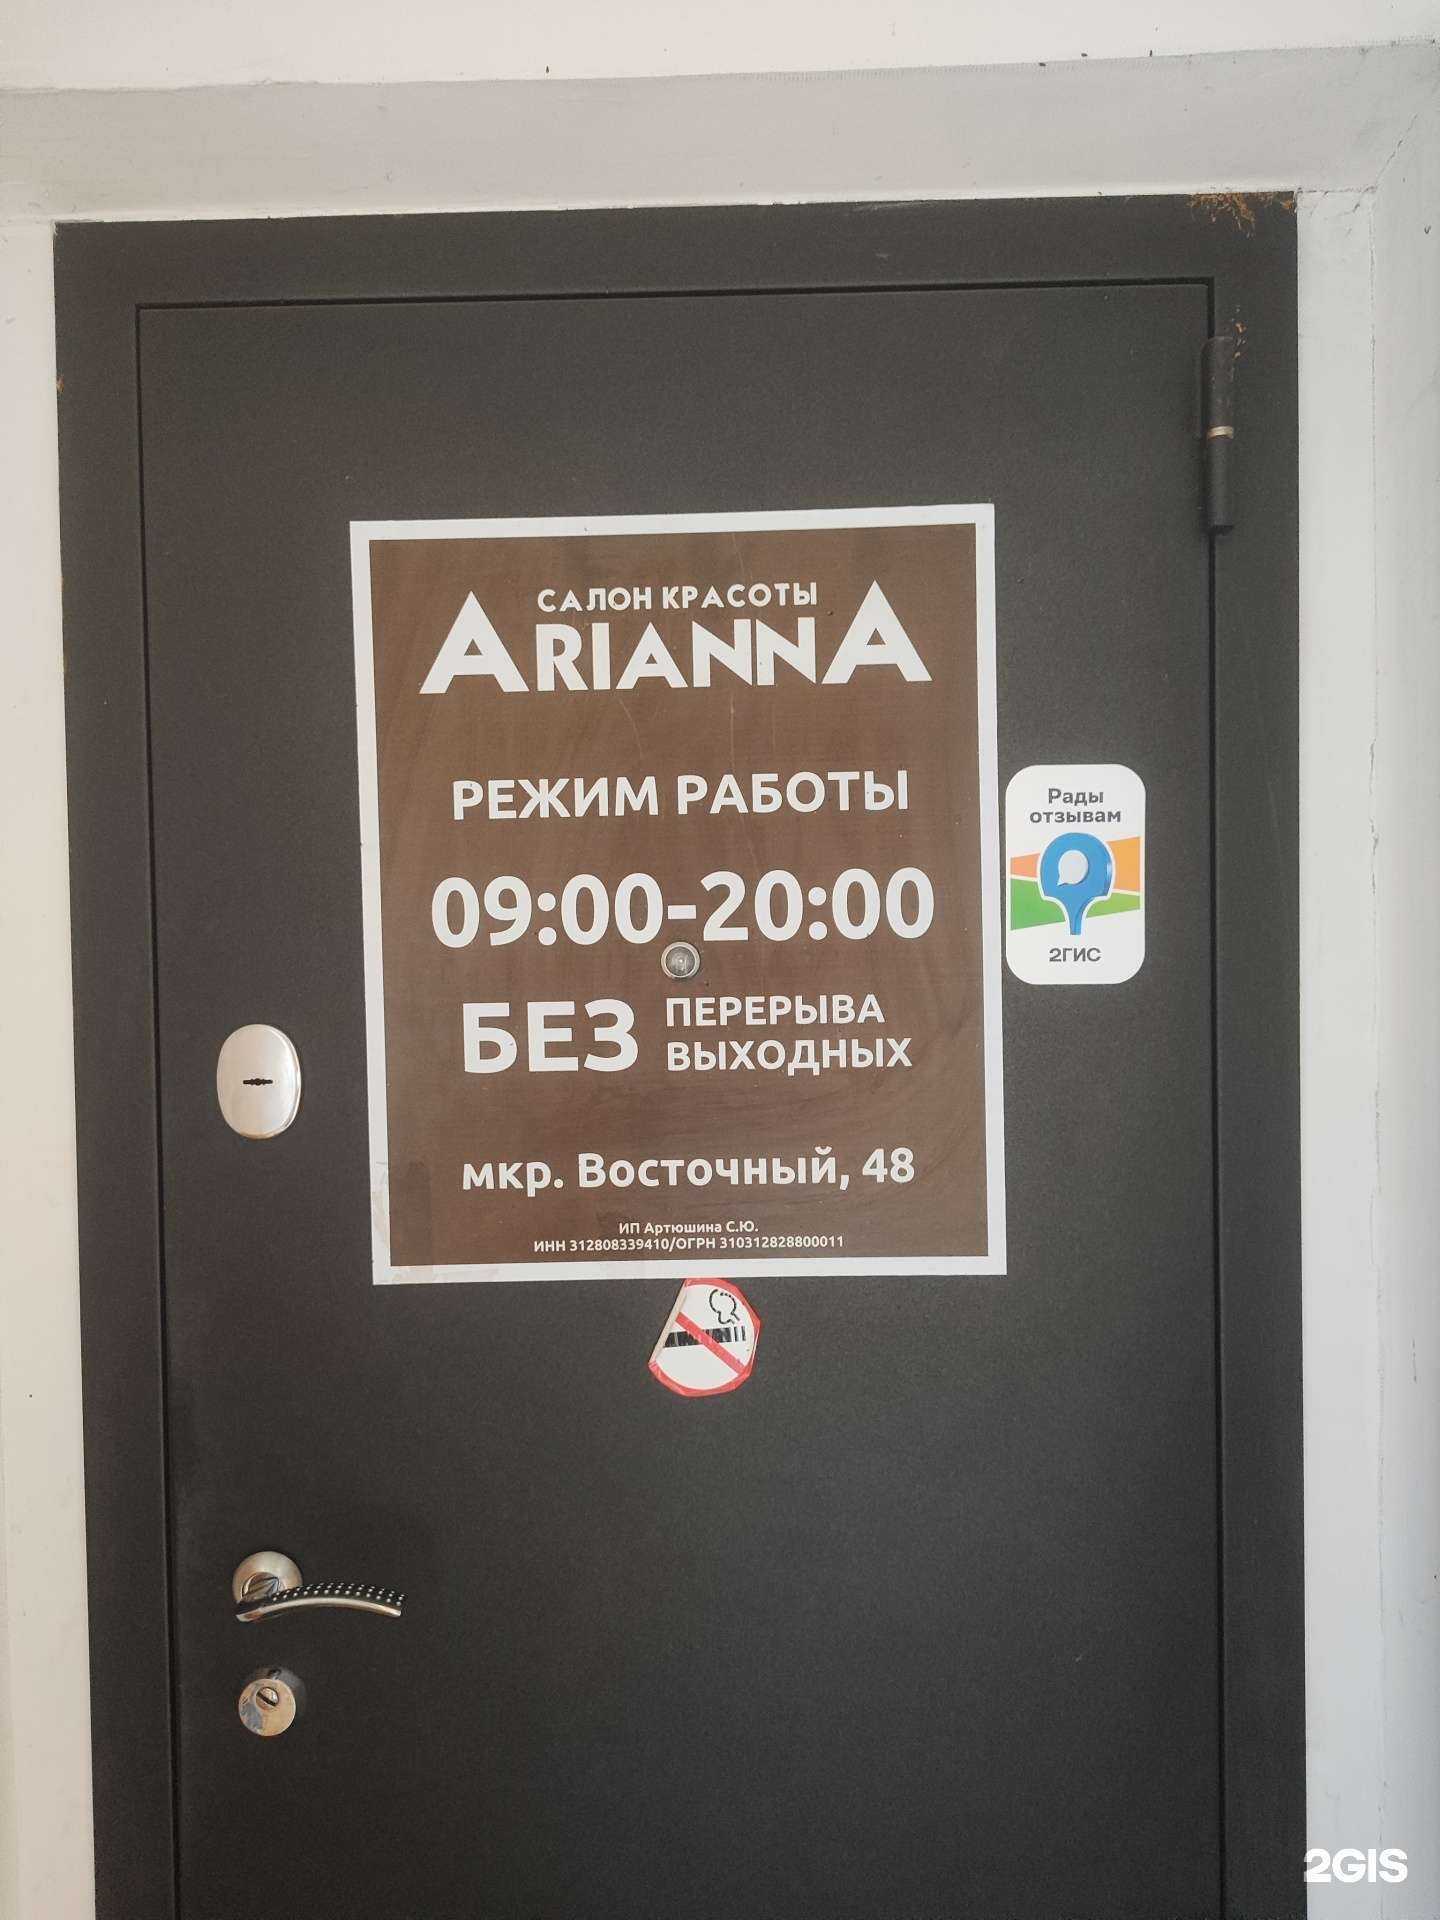 САЛОН КРАСОТЫ
ARIANNA
РЕЖИМ РАБОТЫ
09:00-20:00
БЕЗ ПЕРЕРЫВА
ВЫХОДНЫХ
мкр. Восточный, 48
ИП Артюшина С.Ю.
ИНН 312808339410/ОГРН 310312828800011
Рады
отзывам
2ГИС
2GIS